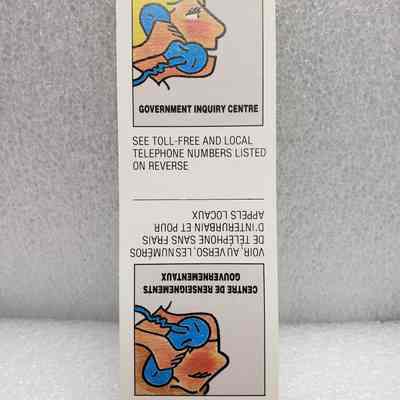 GOVERNMENT INQUIRY CENTRE
SEE TOLL-FREE AND LOCAL
TELEPHONE NUMBERS LISTED
ON REVERSE
CENTRE DE RENSEIGNEMENTS
GOUVERNEMENTAUX
VOIR, AU VERSO, LES NUMÉROS
DE TÉLÉPHONE SANS FRAIS
D'INTERURBAIN ET POUR
APPELS LOCAUX